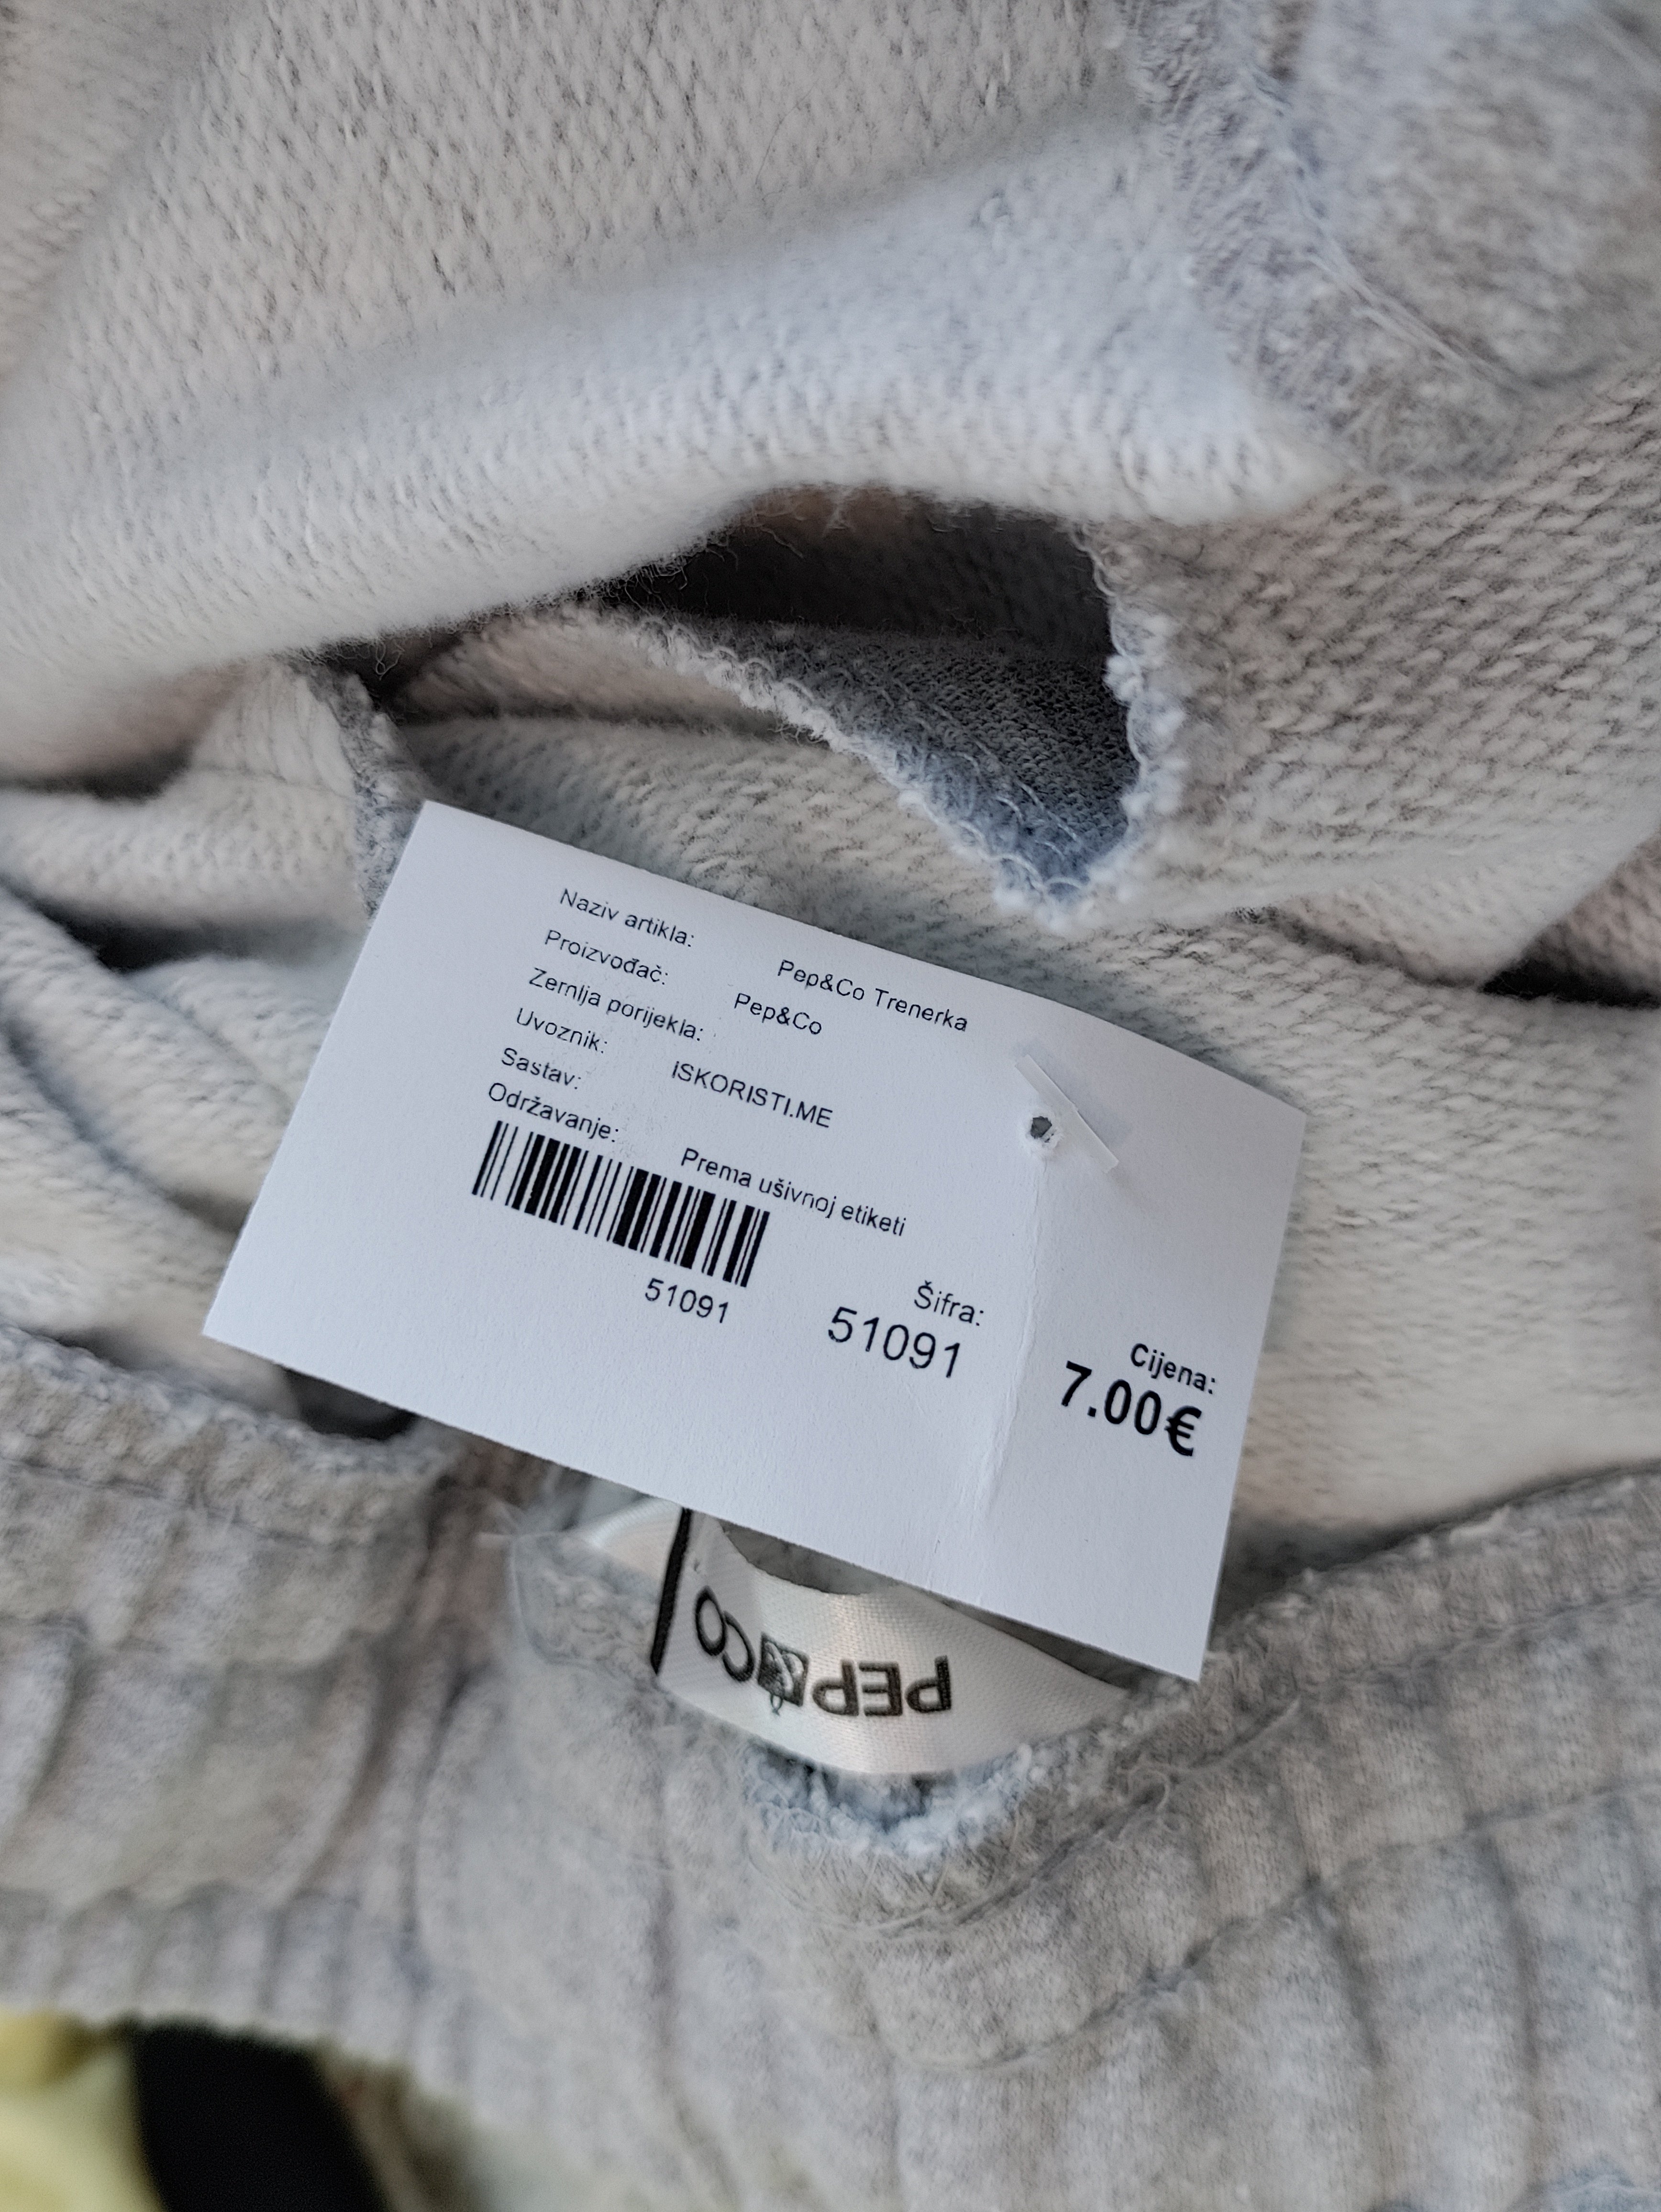 Naziv artikla: Pep&Co Trenerka
Proizvođač: Pep&Co
Zemlja porijekla:
Uvoznik: ISKORISTI.ME
Sastav:
Održavanje: Prema ušivnoj etiketi
51091
Šifra:
51091
Cijena:
7.00€
PEP&CO